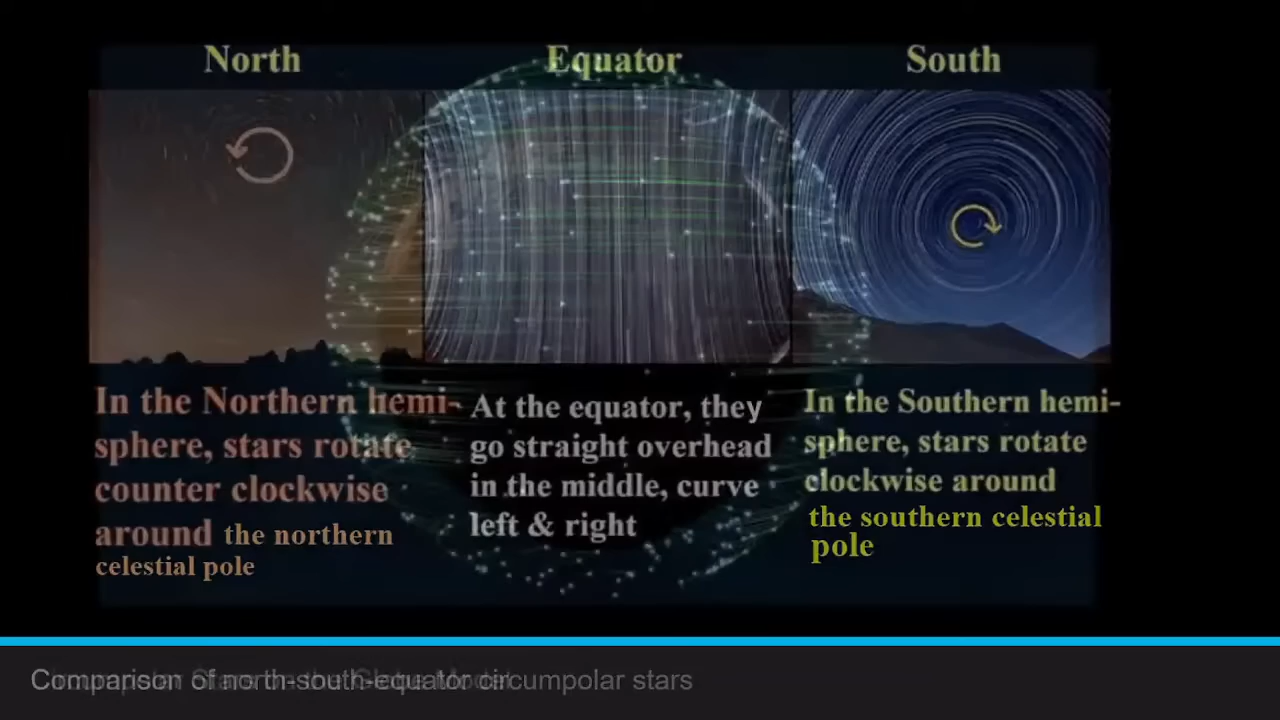 North
Equator
South
In the Northern hemi-
sphere, stars rotate
counter clockwise
around the northern
celestial pole
At the equator, they
go straight overhead
in the middle, curve
left & right
In the Southern hemi-
sphere, stars rotate
clockwise around
the southern celestial
pole
Comparision of north-south-equator circumpolar stars